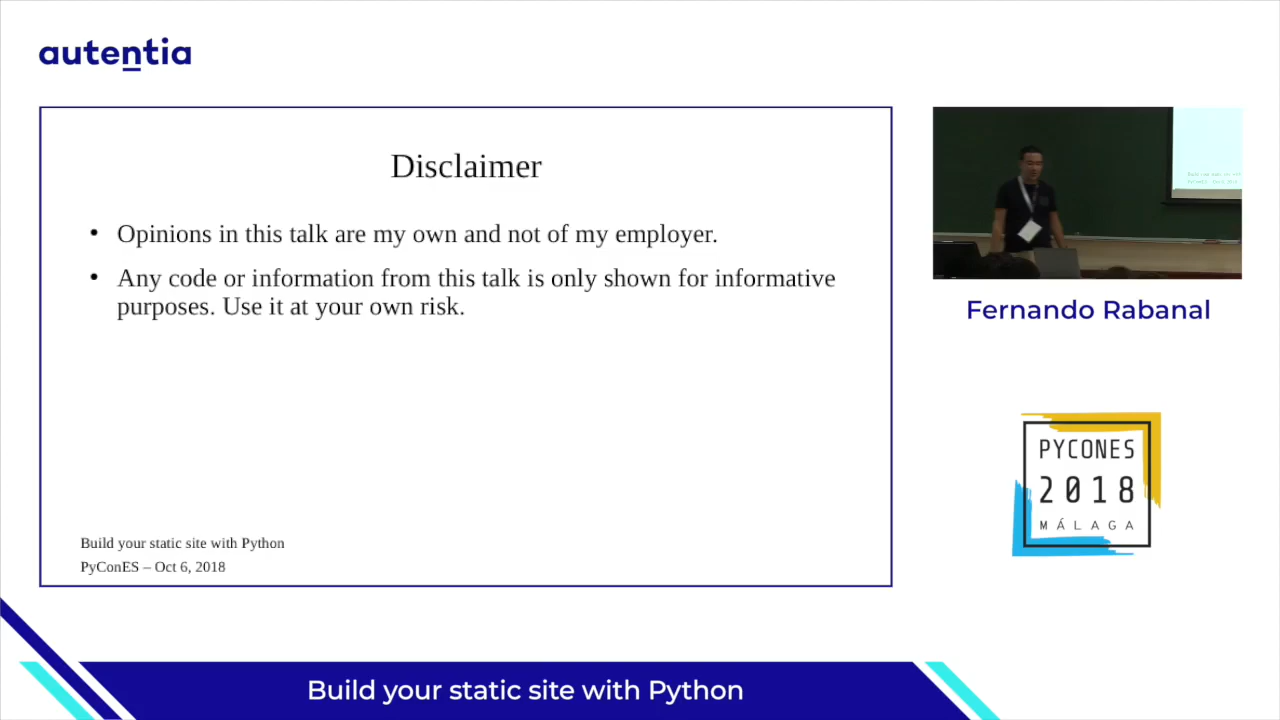 autentia
Disclaimer
• Opinions in this talk are my own and not of my employer.
• Any code or information from this talk is only shown for informative
purposes. Use it at your own risk.
Build your static site with Python
PyConES – Oct 6, 2018
Fernando Rabanal
PYCONES
2018
MÁLAGA
Build your static site with Python